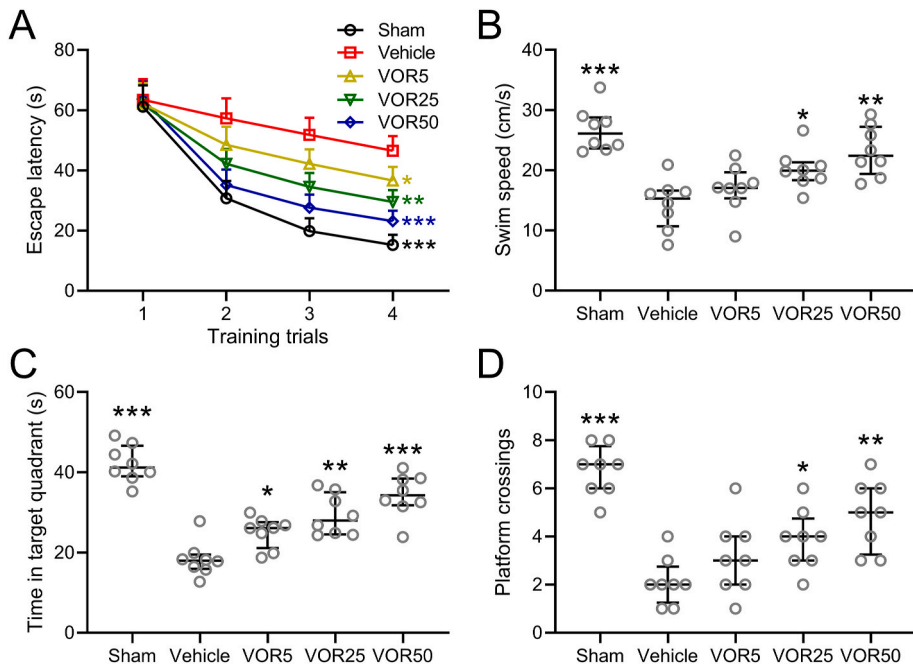 A
Sham
Vehicle
VOR5
VOR25
VOR50
Escape latency (s)
80
60
40
20
0
*
**
***
***
1 2 3 4
Training trials
B
Swim speed (cm/s)
40
30
20
10
0
***
*
**
Sham Vehicle VOR5 VOR25 VOR50
C
Time in target quadrant (s)
60
40
20
0
***
*
**
***
Sham Vehicle VOR5 VOR25 VOR50
D
Platform crossings
10
8
6
4
2
0
***
*
**
Sham Vehicle VOR5 VOR25 VOR50